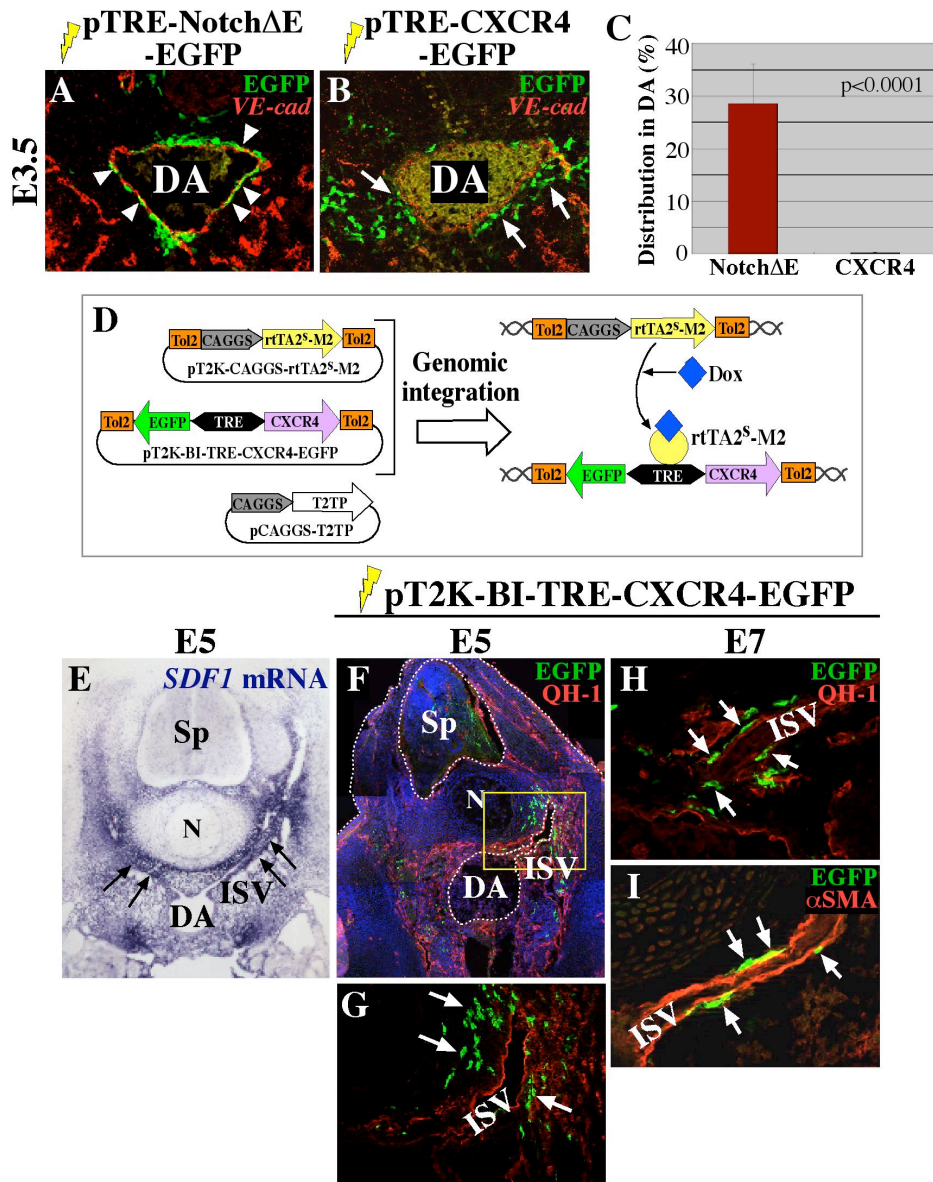 pTRE-NotchΔE
-EGFP
pTRE-CXCR4
-EGFP
E3.5
A
EGFP
VE-cad
DA
B
EGFP
VE-cad
DA
C
Distribution in DA (%)
40
30
20
10
0
p<0.0001
NotchΔE
CXCR4
D
Tol2 CAGGS rtTA2ˢ-M2 Tol2
pT2K-CAGGS-rtTA2ˢ-M2
Tol2 EGFP TRE CXCR4 Tol2
pT2K-BI-TRE-CXCR4-EGFP
CAGGS T2TP
pCAGGS-T2TP
Genomic
integration
Tol2 CAGGS rtTA2ˢ-M2 Tol2
Dox
rtTA2ˢ-M2
Tol2 EGFP TRE CXCR4 Tol2
pT2K-BI-TRE-CXCR4-EGFP
E5
E5
E7
E
SDF1 mRNA
Sp
N
ISV
DA
F
EGFP
QH-1
Sp
N
ISV
DA
G
ISV
H
EGFP
QH-1
ISV
I
EGFP
αSMA
ISV